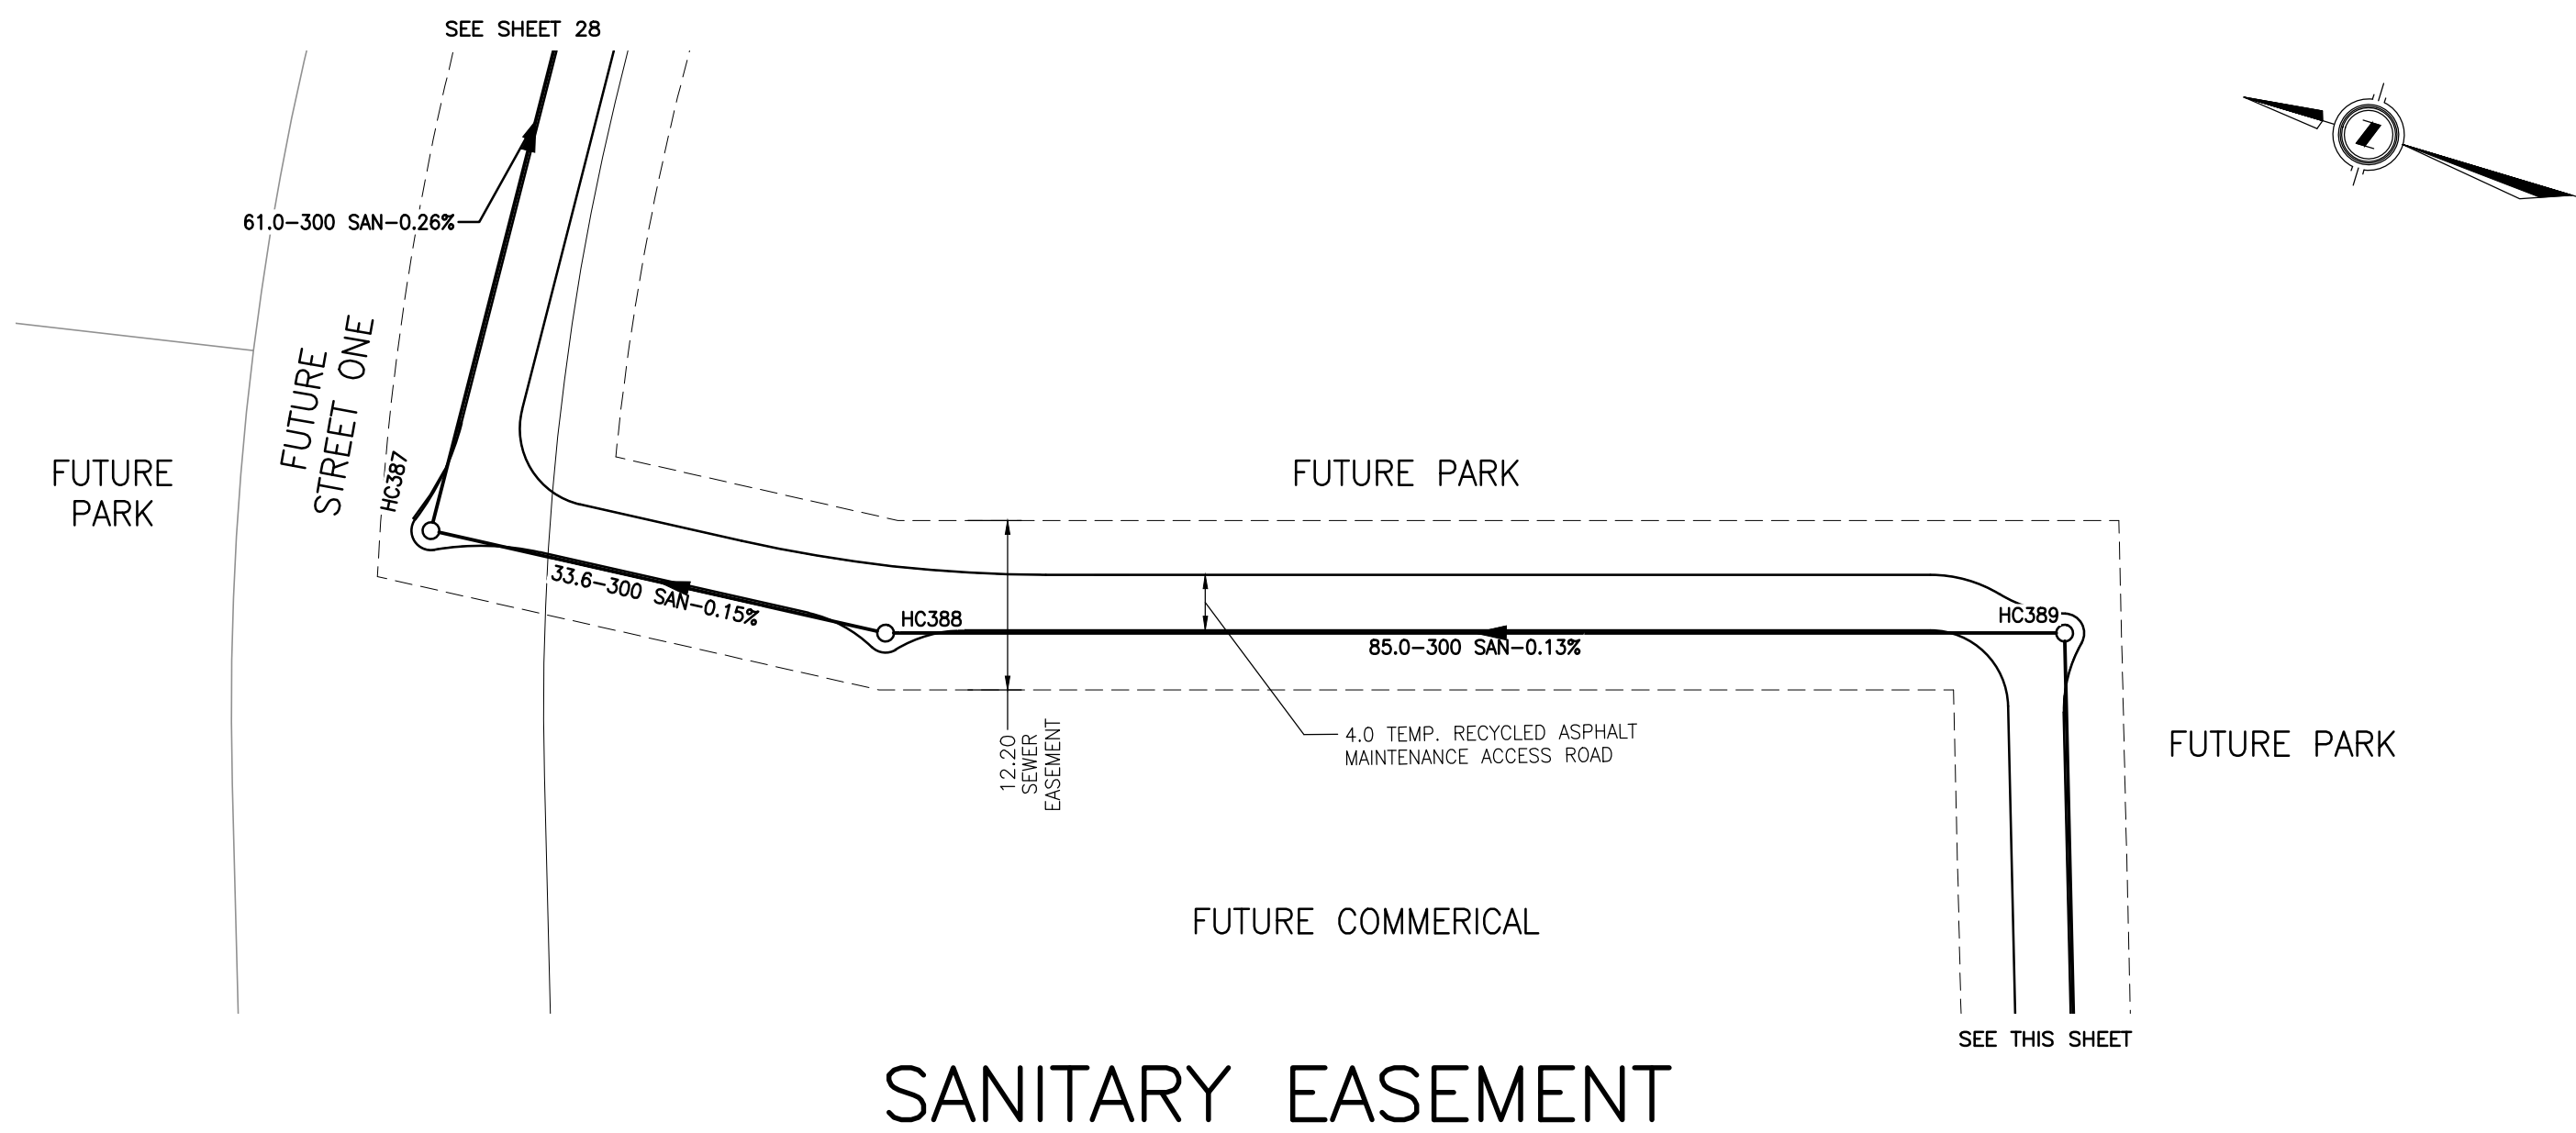 SEE SHEET 28
61.0-300 SAN-0.26%
FUTURE
STREET ONE
FUTURE
PARK
HC387
FUTURE PARK
33.6-300 SAN-0.15%
HC388
HC389
85.0-300 SAN-0.13%
12.20
SEWER
EASEMENT
4.0 TEMP. RECYCLED ASPHALT
MAINTENANCE ACCESS ROAD
FUTURE PARK
FUTURE COMMERICAL
SEE THIS SHEET
SANITARY EASEMENT
N